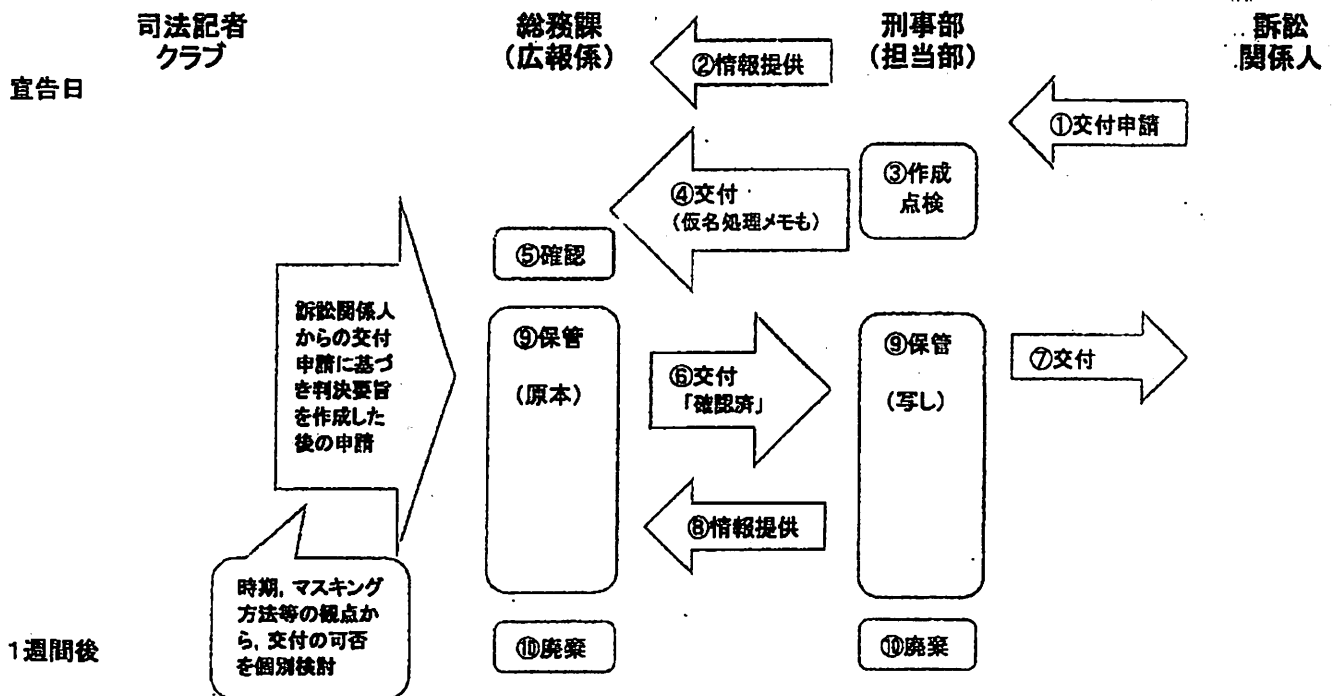 司法記者
クラブ
総務課
(広報係)
刑事部
(担当部)
訴訟
関係人
宣告日
②情報提供
①交付申請
③作成
点検
④交付
(仮名処理メモも)
⑤確認
訴訟関係人
からの交付
申請に基づ
き判決要旨
を作成した
後の申請
⑨保管
(原本)
⑥交付
「確認済」
⑨保管
(写し)
⑦交付
⑧情報提供
時期,マスキング
方法等の観点か
ら,交付の可否
を個別検討
1週間後
⑩廃棄
⑩廃棄